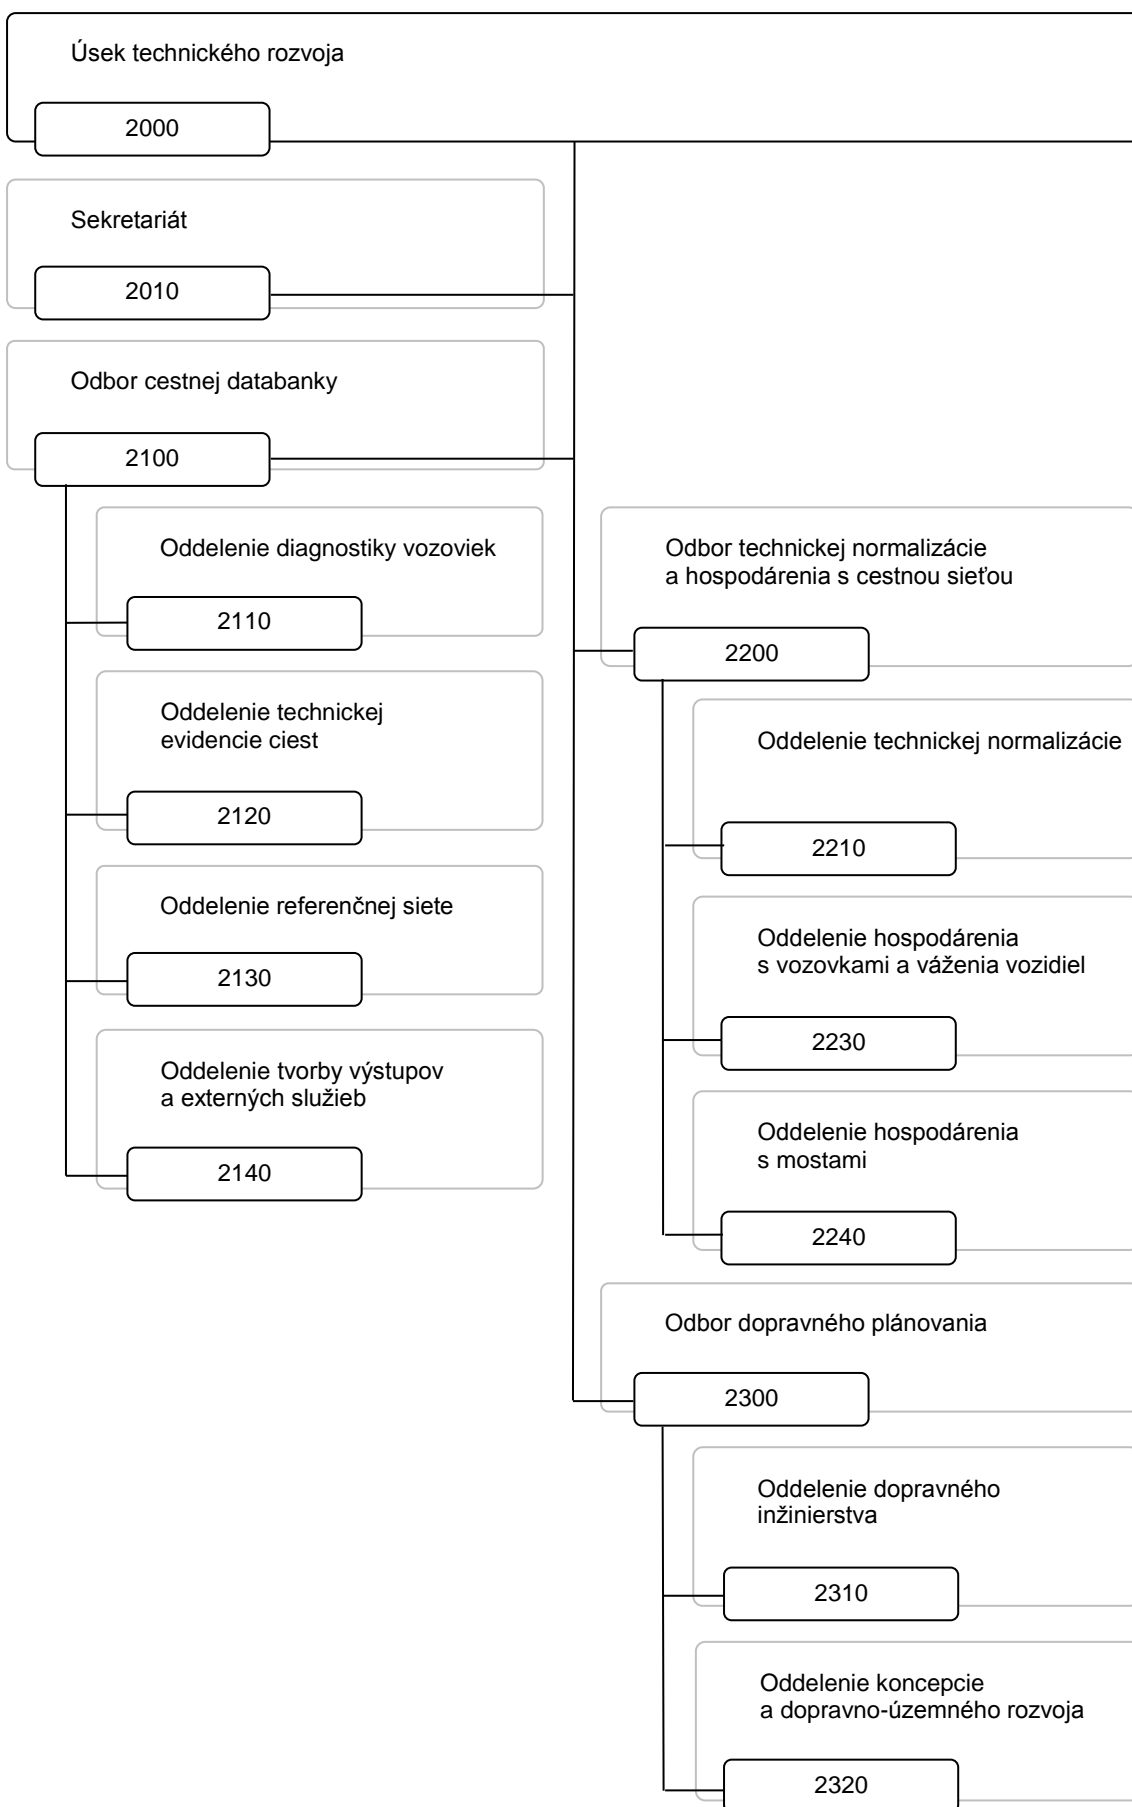 Úsek technického rozvoja
2000
Sekretariát
2010
Odbor cestnej databanky
2100
Oddelenie diagnostiky vozoviek
2110
Oddelenie technickej
evidencie ciest
2120
Oddelenie referenčnej siete
2130
Oddelenie tvorby výstupov
a externých služieb
2140
Odbor technickej normalizácie
a hospodárenia s cestnou sieťou
2200
Oddelenie technickej normalizácie
2210
Oddelenie hospodárenia
s vozovkami a váženia vozidiel
2230
Oddelenie hospodárenia
s mostami
2240
Odbor dopravného plánovania
2300
Oddelenie dopravného
inžinierstva
2310
Oddelenie koncepcie
a dopravno-územného rozvoja
2320